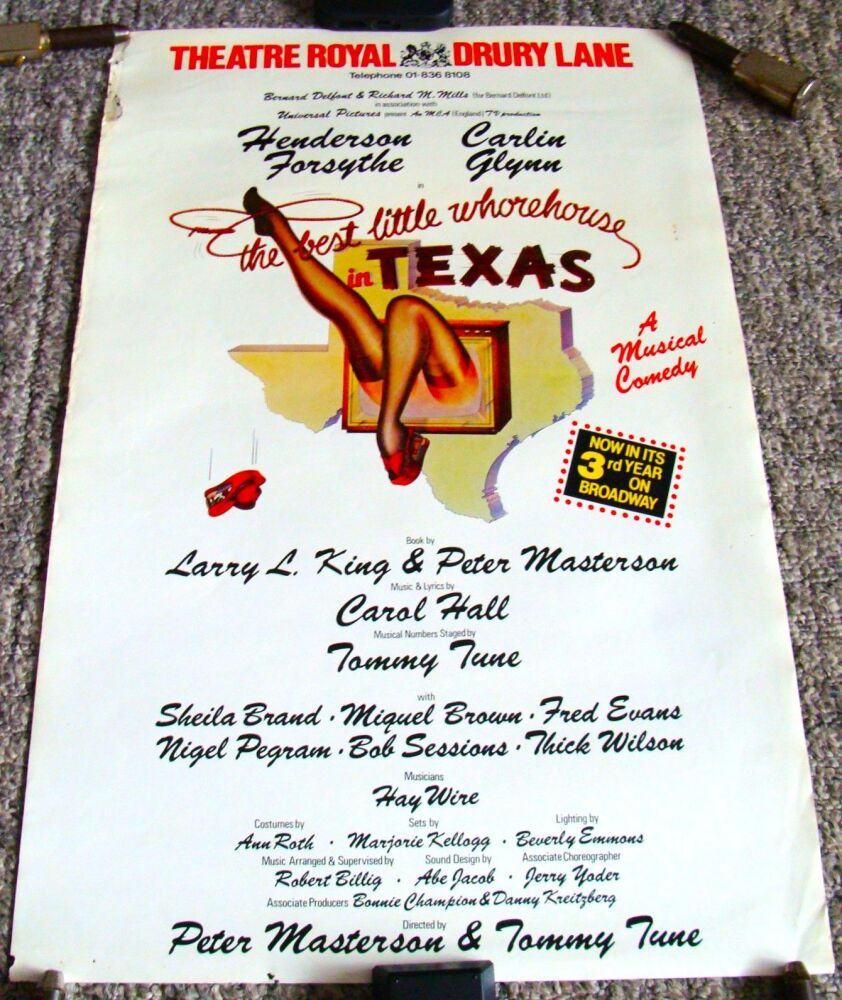 THEATRE ROYAL DRURY LANE
Telephone 01-836 8108
Bernard Delfont & Richard M. Mills (for Bernard Delfont Ltd)
in association with
Universal Pictures present An MCA (England) TV production
Henderson Forsythe
Carlin Glynn
in
the best little whorehouse
in TEXAS
A
Musical
Comedy
NOW IN ITS
3rd YEAR
ON
BROADWAY
Book by
Larry L. King & Peter Masterson
Music & Lyrics by
Carol Hall
Musical Numbers Staged by
Tommy Tune
with
Sheila Brand · Miquel Brown · Fred Evans
Nigel Pegram · Bob Sessions · Thick Wilson
Musicians
Hay Wire
Costumes by Sets by Lighting by
Ann Roth · Marjorie Kellogg · Beverly Emmons
Music Arranged & Supervised by Sound Design by Associate Choreographer
Robert Billig · Abe Jacob · Jerry Yoder
Associate Producers Bonnie Champion & Danny Kreitzberg
Directed by
Peter Masterson & Tommy Tune